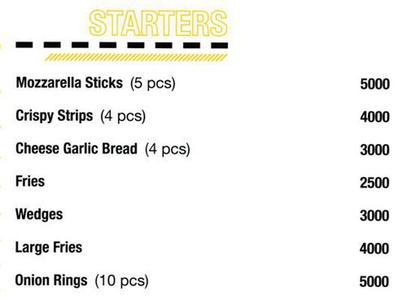 STARTERS
Mozzarella Sticks (5 pcs) 5000
Crispy Strips (4 pcs) 4000
Cheese Garlic Bread (4 pcs) 3000
Fries 2500
Wedges 3000
Large Fries 4000
Onion Rings (10 pcs) 5000